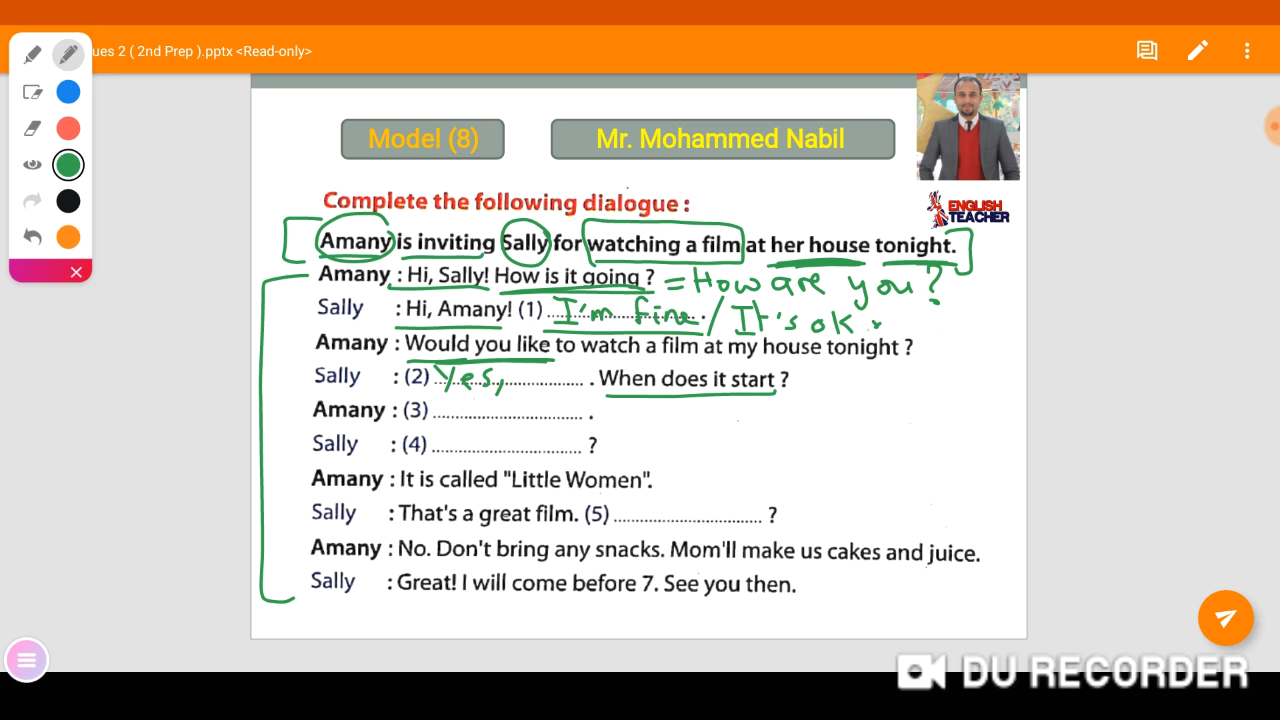 ues 2 ( 2nd Prep ).pptx <Read-only>
Model (8)
Mr. Mohammed Nabil
Complete the following dialogue :
ENGLISH
TEACHER
Amany is inviting Sally for watching a film at her house tonight.
Amany : Hi, Sally! How is it going ? = How are you?
Sally : Hi, Amany! (1) I'm fine / It's ok .
Amany : Would you like to watch a film at my house tonight ?
Sally : (2) Yes, .................. . When does it start ?
Amany : (3) .............................. .
Sally : (4) .............................. ?
Amany : It is called "Little Women".
Sally : That's a great film. (5) .............................. ?
Amany : No. Don't bring any snacks. Mom'll make us cakes and juice.
Sally : Great! I will come before 7. See you then.
DU RECORDER